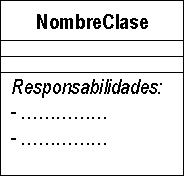 NombreClase
Responsabilidades:
- ……………
- ……………